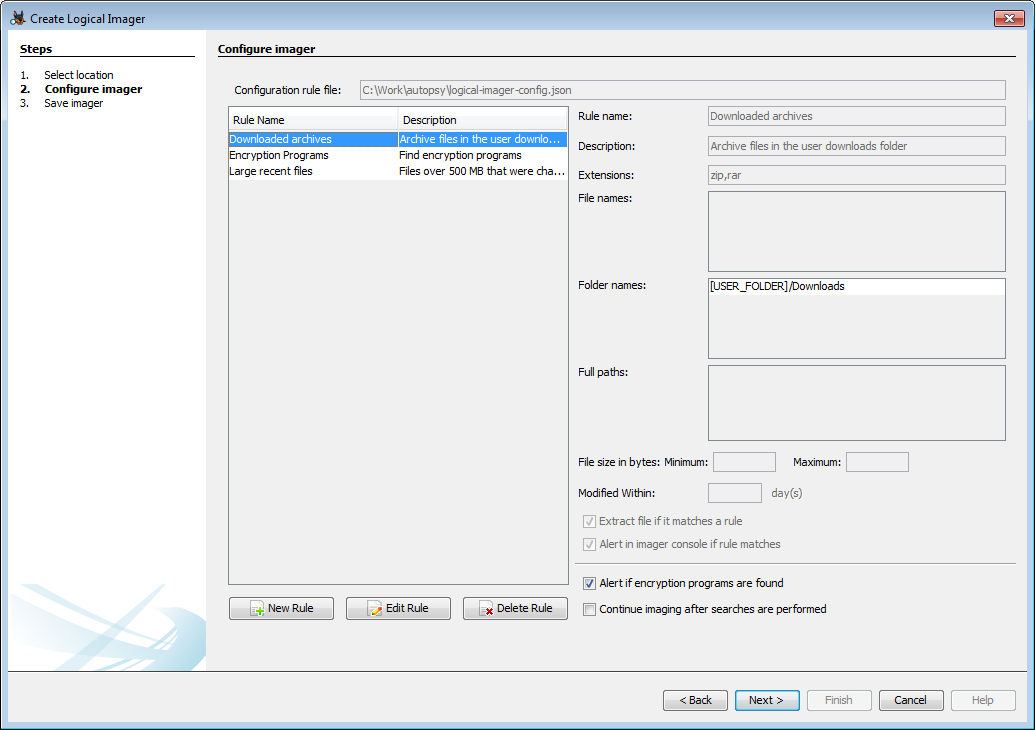 Create Logical Imager
Steps
1. Select location
2. Configure imager
3. Save imager
Configure imager
Configuration rule file: C:\Work\autopsy\logical-imager-config.json
Rule Name Description
Downloaded archives Archive files in the user downlo...
Encryption Programs Find encryption programs
Large recent files Files over 500 MB that were cha...
New Rule Edit Rule Delete Rule
Rule name: Downloaded archives
Description: Archive files in the user downloads folder
Extensions: zip,rar
File names:
Folder names: [USER_FOLDER]/Downloads
Full paths:
File size in bytes: Minimum: Maximum:
Modified Within: day(s)
Extract file if it matches a rule
Alert in imager console if rule matches
Alert if encryption programs are found
Continue imaging after searches are performed
< Back Next > Finish Cancel Help